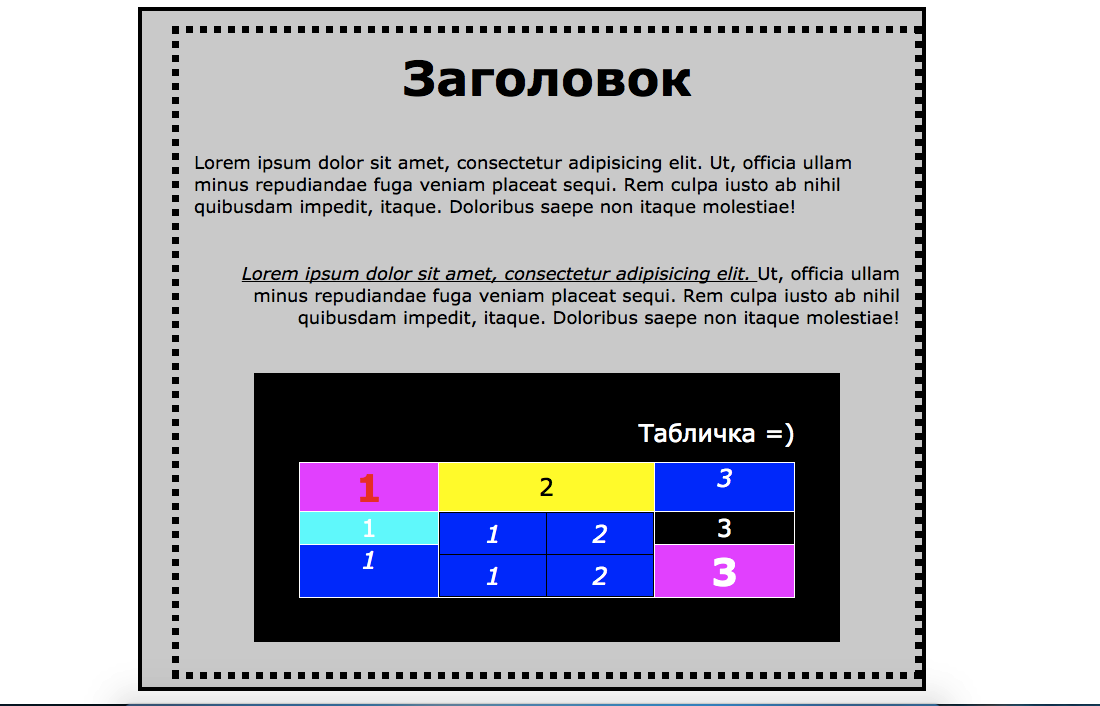 Заголовок
Lorem ipsum dolor sit amet, consectetur adipisicing elit. Ut, officia ullam
minus repudiandae fuga veniam placeat sequi. Rem culpa iusto ab nihil
quibusdam impedit, itaque. Doloribus saepe non itaque molestiae!
Lorem ipsum dolor sit amet, consectetur adipisicing elit. Ut, officia ullam
minus repudiandae fuga veniam placeat sequi. Rem culpa iusto ab nihil
quibusdam impedit, itaque. Doloribus saepe non itaque molestiae!
Табличка =)
1 2 3
1 1 2 3
1 1 2 3